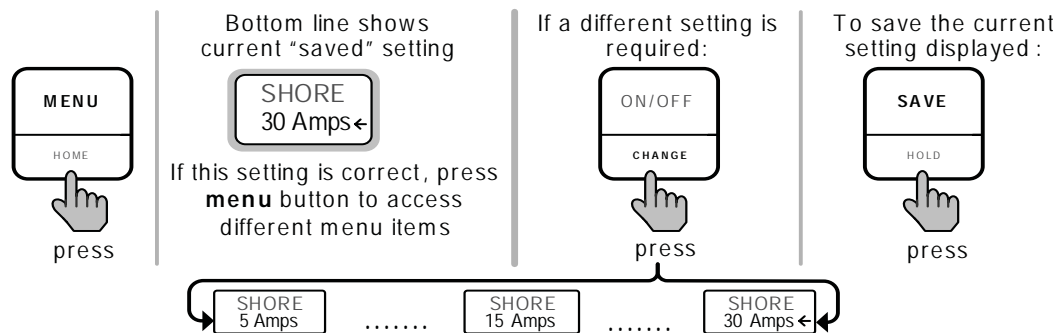 MENU
HOME
press
Bottom line shows
current “saved” setting
SHORE
30 Amps←
If this setting is correct, press
menu button to access
different menu items
If a different setting is
required:
ON/OFF
CHANGE
press
To save the current
setting displayed :
SAVE
HOLD
press
SHORE
5 Amps
.......
SHORE
15 Amps
.......
SHORE
30 Amps←